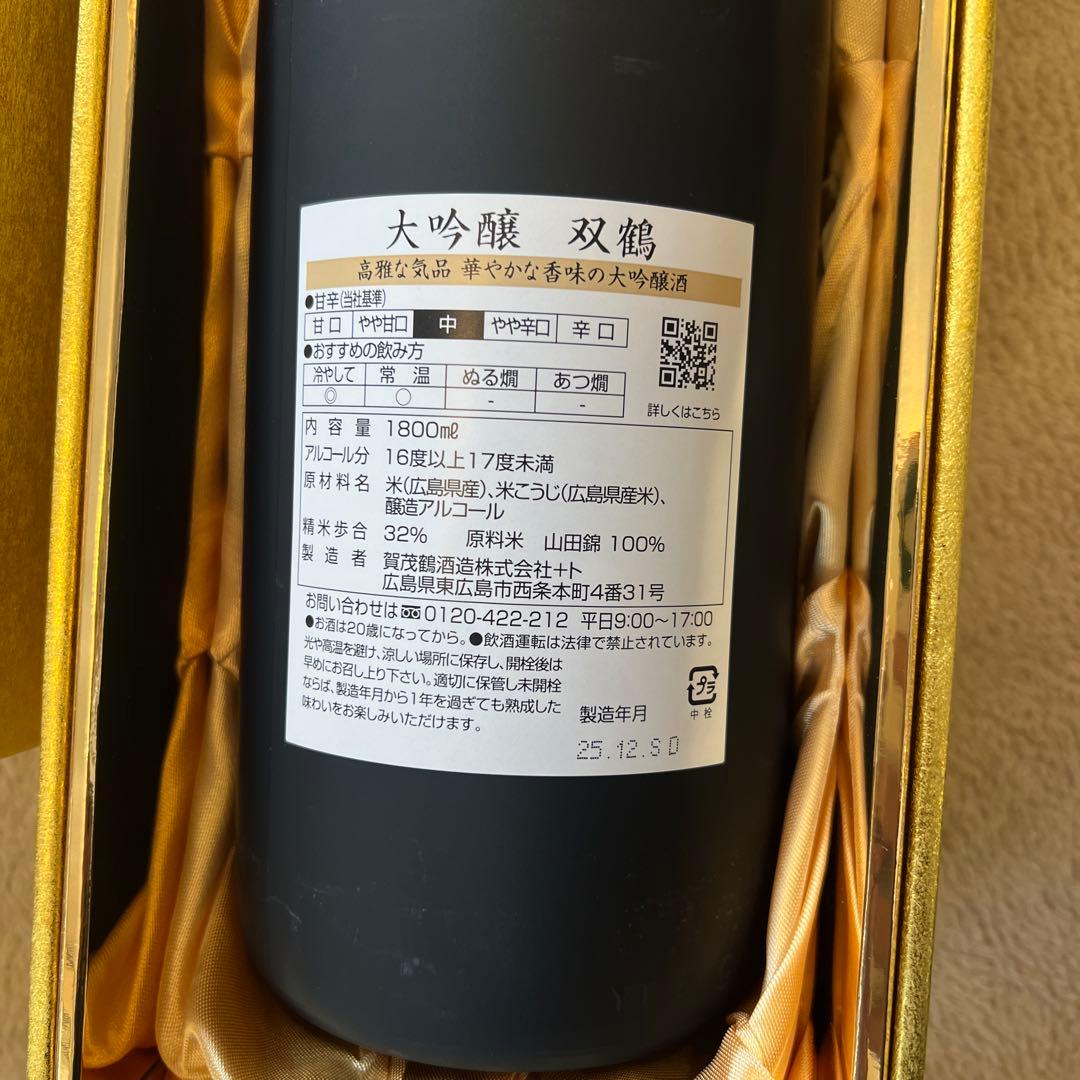 大吟醸 双鶴
高雅な気品 華やかな香味の大吟醸酒
●甘辛(当社基準)
甘口 やや甘口 中 やや辛口 辛口
●おすすめの飲み方
冷やして 常温 ぬる燗 あつ燗
◎ ○ - -
詳しくはこちら
内容量 1800㎖
アルコール分 16度以上17度未満
原材料名 米(広島県産)、米こうじ(広島県産米)、
醸造アルコール
精米歩合 32% 原料米 山田錦 100%
製造者 賀茂鶴酒造株式会社+ト
広島県東広島市西条本町4番31号
お問い合わせは 0120-422-212 平日9:00〜17:00
●お酒は20歳になってから。●飲酒運転は法律で禁止されています。
光や高温を避け、涼しい場所に保存し、開栓後は
早めにお召し上り下さい。適切に保管し未開栓
ならば、製造年月から1年を過ぎても熟成した
味わいをお楽しみいただけます。
プラ
中栓
製造年月
25.12.S D